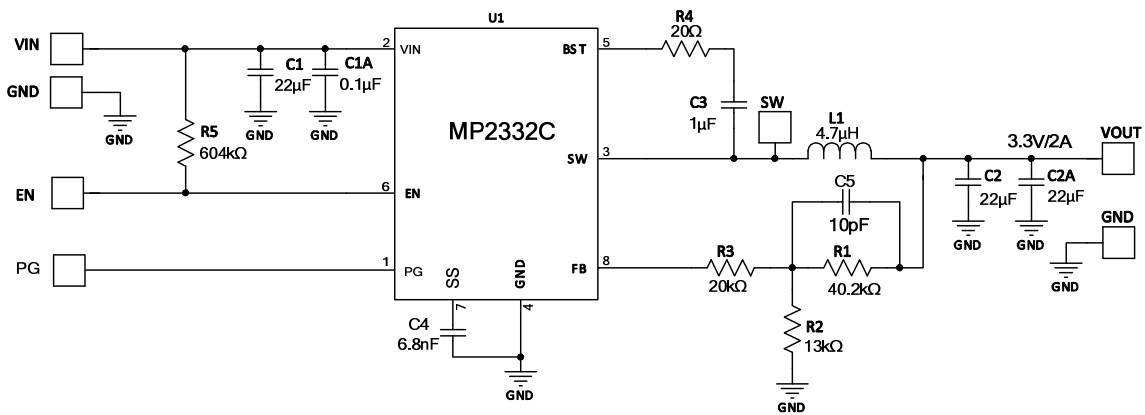 U1
VIN
2
VIN
C1
22µF
C1A
0.1µF
GND
GND
GND
GND
R5
604kΩ
EN
6
EN
PG
1
PG
MP2332C
SS
7
GND
4
C4
6.8nF
GND
BST
5
R4
20Ω
C3
1µF
SW
SW
3
L1
4.7µH
3.3V/2A
VOUT
C2
22µF
C2A
22µF
GND
GND
GND
GND
C5
10pF
FB
8
R3
20kΩ
R1
40.2kΩ
R2
13kΩ
GND